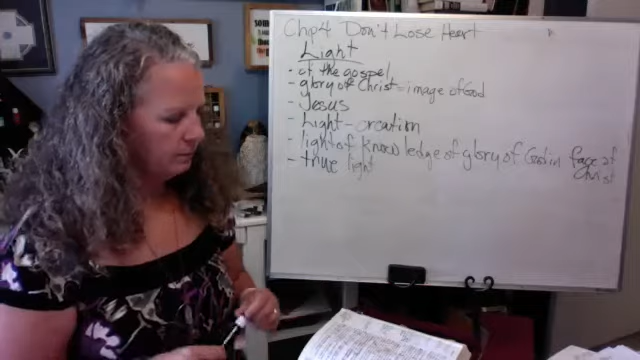 Chp 4 Don't Lose Heart
Light
- of the gospel
- glory of Christ = image of God
- Jesus
- Light - creation
light of knowledge of glory of God in face of Christ
- true light